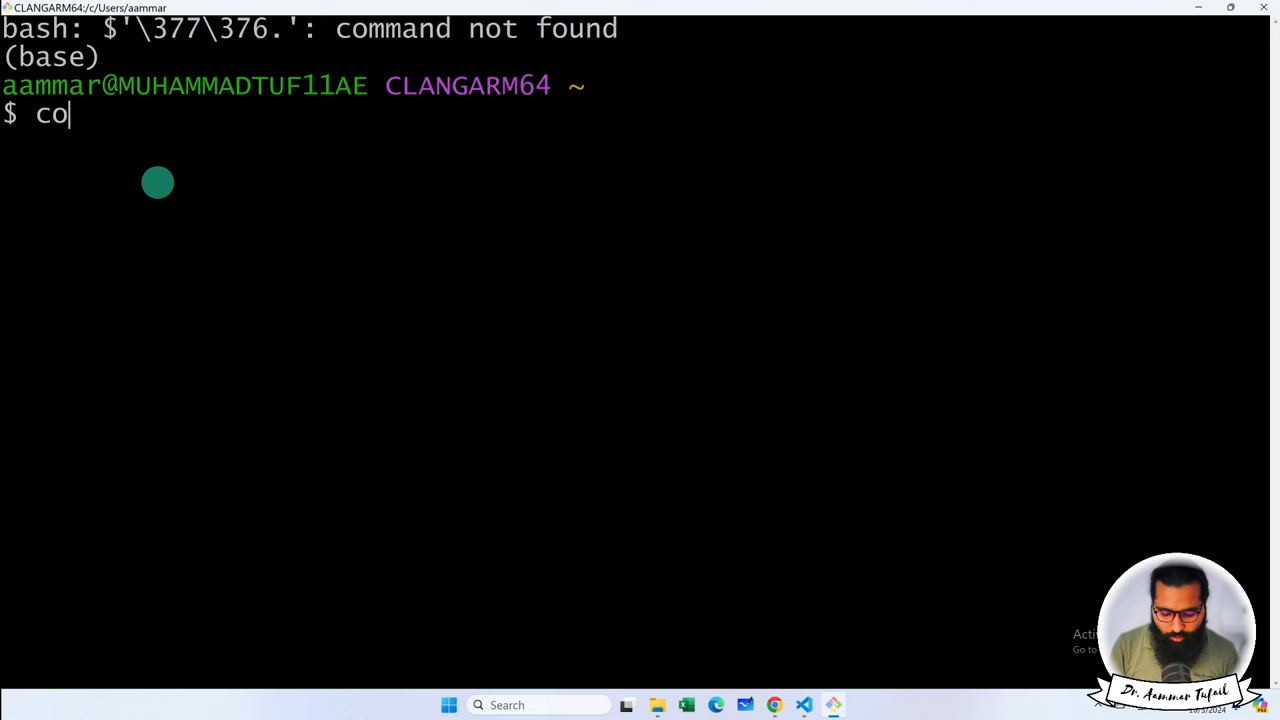 CLANGARM64:/c/Users/aammar
bash: $'\377\376.': command not found
(base)
aammar@MUHAMMADTUF11AE CLANGARM64 ~
$ co
Go to
Search
Dr. Aammar Tufail